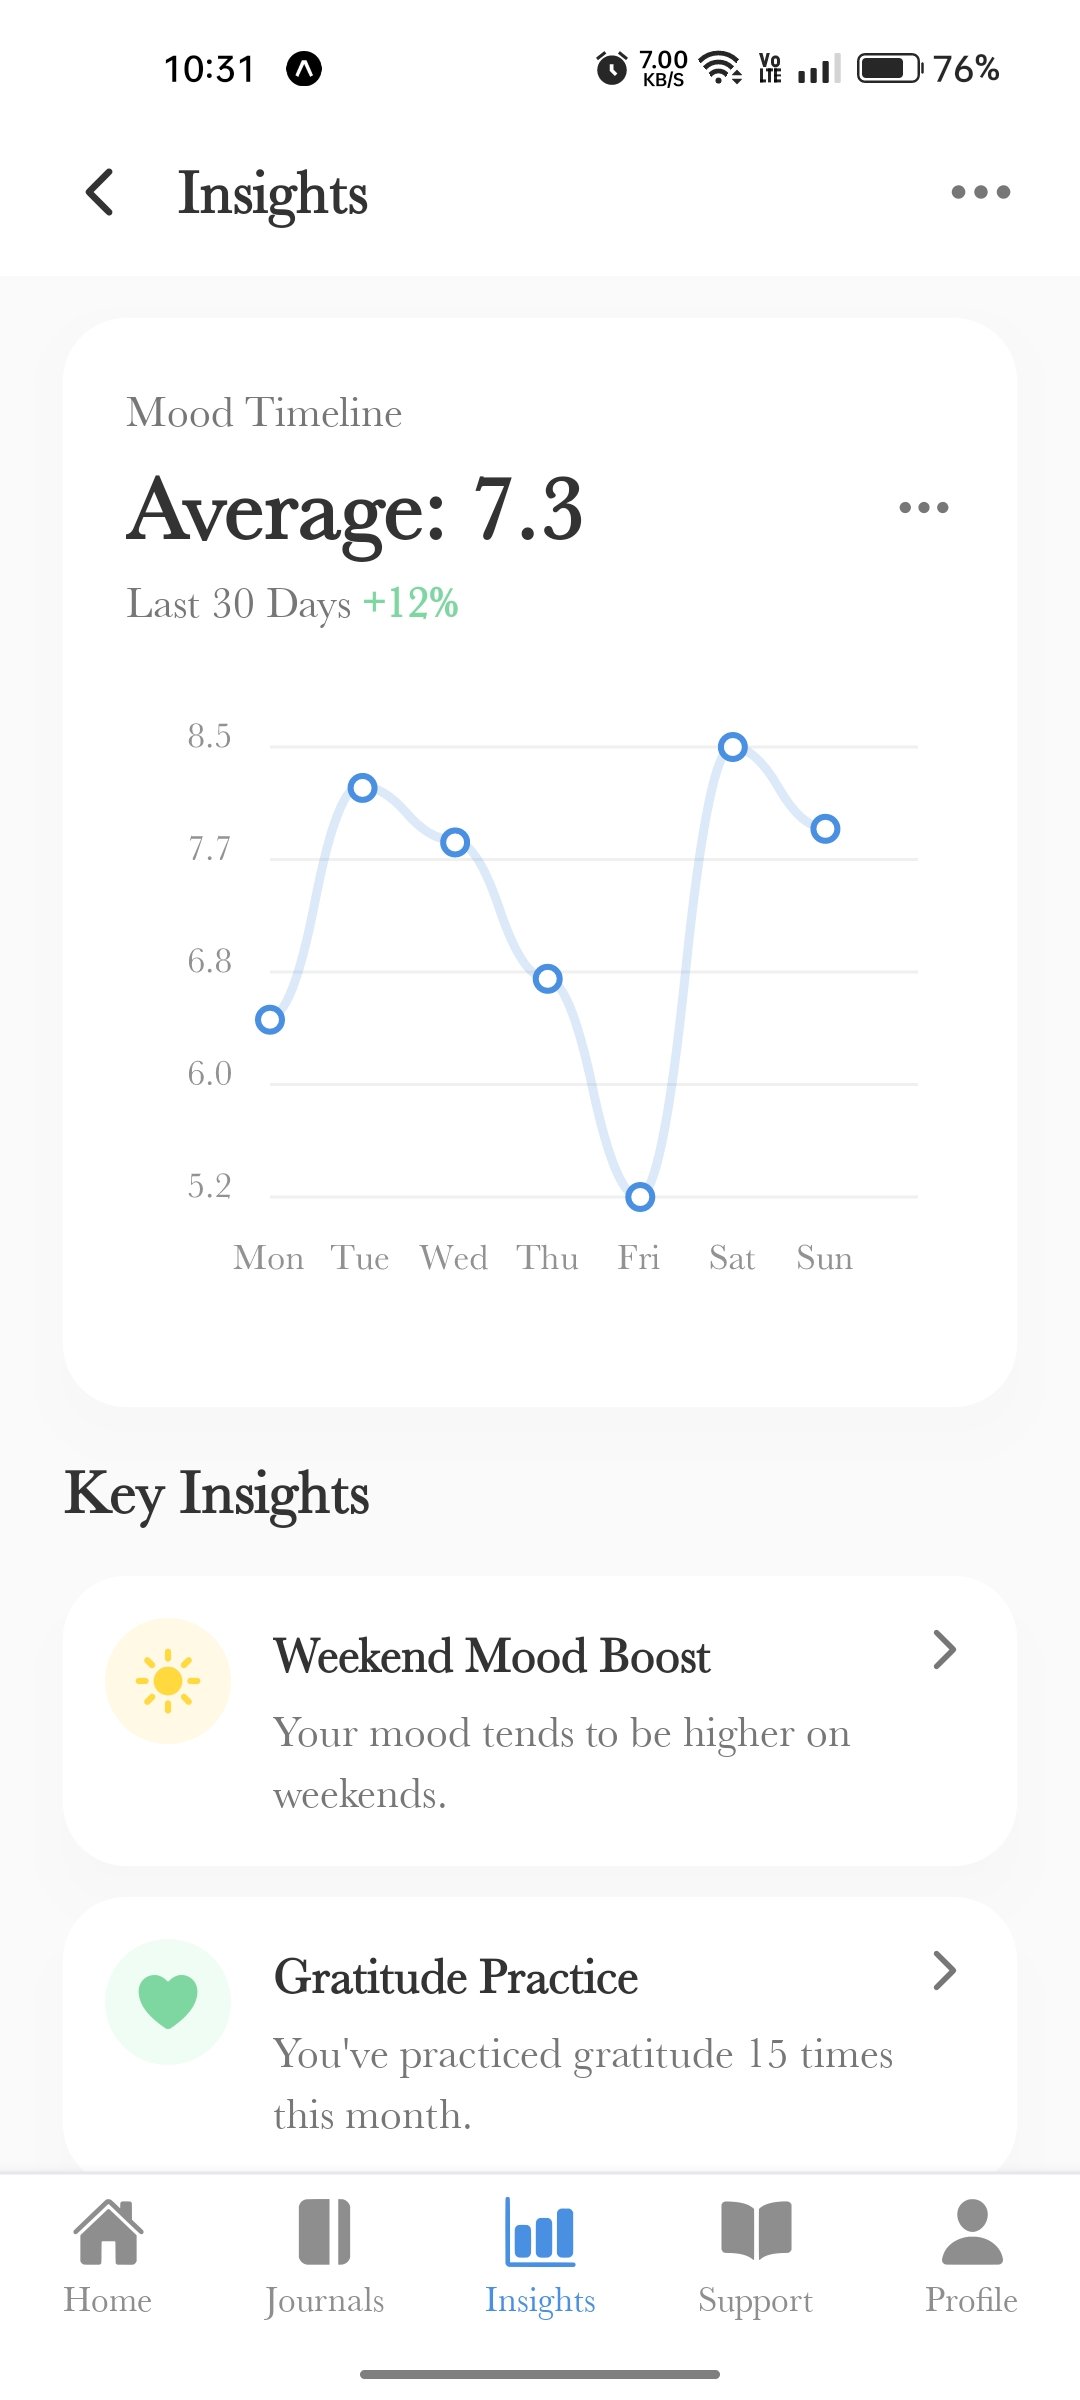 10:31
7.00 KB/S
Vo LTE
76%
Insights
Mood Timeline
Average: 7.3
Last 30 Days +12%
8.5
7.7
6.8
6.0
5.2
Mon Tue Wed Thu Fri Sat Sun
Key Insights
Weekend Mood Boost
Your mood tends to be higher on
weekends.
Gratitude Practice
You've practiced gratitude 15 times
this month.
Home Journals Insights Support Profile